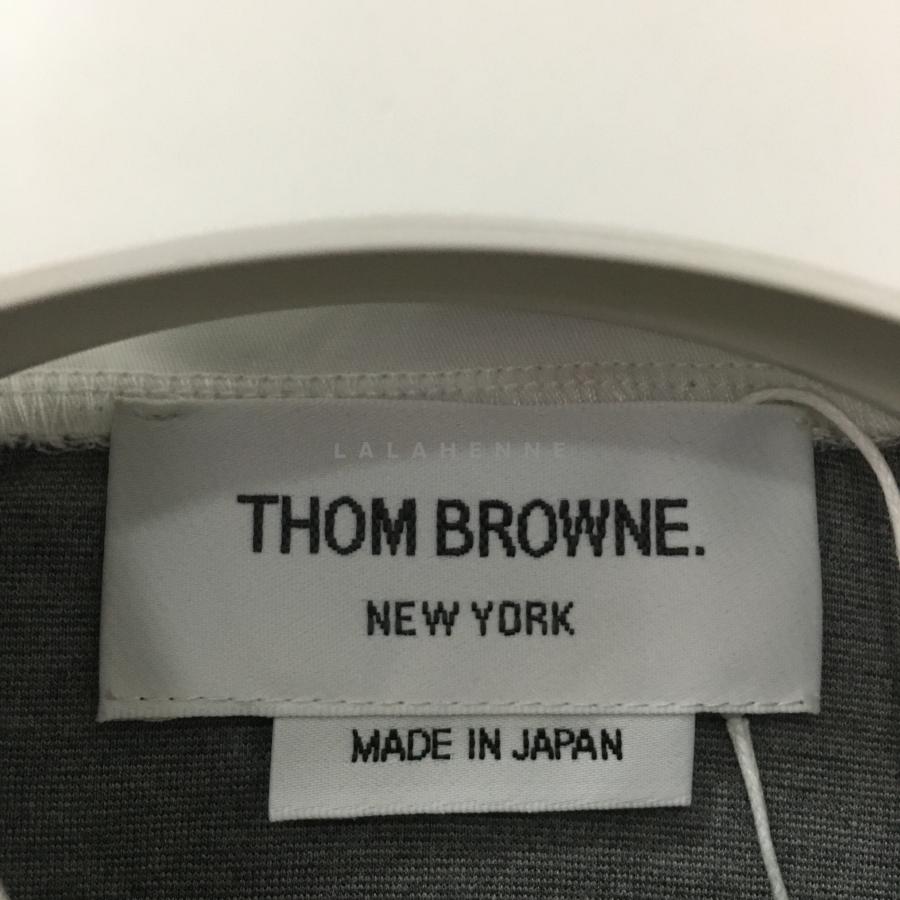 LALAHENNE
THOM BROWNE.
NEW YORK
MADE IN JAPAN